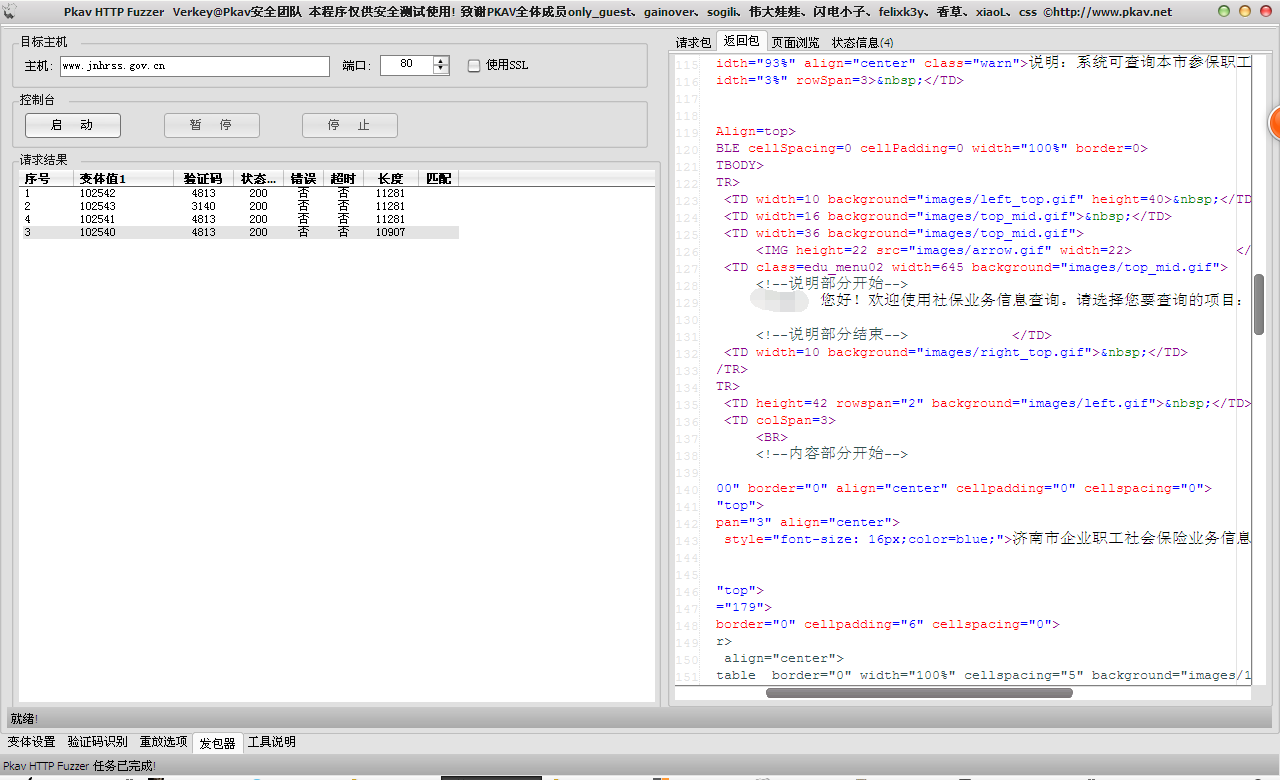 Pkav HTTP Fuzzer Verkey@Pkav安全团队 本程序仅供安全测试使用! 致谢PKAV全体成员only_guest、gainover、sogili、伟大娃娃、闪电小子、felixk3y、香草、xiaoL、css ©http://www.pkav.net
目标主机
主机: www.jnhrss.gov.cn 端口: 80 使用SSL
控制台
启 动 暂 停 停 止
请求结果
序号 变体值1 验证码 状态... 错误 超时 长度 匹配
1 102542 4813 200 否 否 11281
2 102543 3140 200 否 否 11281
4 102541 4813 200 否 否 11281
3 102540 4813 200 否 否 10907
请求包 返回包 页面浏览 状态信息(4)
115 idth="93%" align="center" class="warn">说明: 系统可查询本市参保职工
116 idth="3%" rowSpan=3>&nbsp;</TD>
117
118
119 Align=top>
120 BLE cellSpacing=0 cellPadding=0 width="100%" border=0>
121 TBODY>
122 TR>
123 <TD width=10 background="images/left_top.gif" height=40>&nbsp;</TD
124 <TD width=16 background="images/top_mid.gif">&nbsp;</TD>
125 <TD width=36 background="images/top_mid.gif">
126 <IMG height=22 src="images/arrow.gif" width=22> </
127 <TD class=edu_menu02 width=645 background="images/top_mid.gif">
128 <!--说明部分开始-->
129 您好! 欢迎使用社保业务信息查询。请选择您要查询的项目:
130
131 <!--说明部分结束--> </TD>
132 <TD width=10 background="images/right_top.gif">&nbsp;</TD>
133 /TR>
134 TR>
135 <TD height=42 rowspan="2" background="images/left.gif">&nbsp;</TD>
136 <TD colSpan=3>
137 <BR>
138 <!--内容部分开始-->
139
140 00" border="0" align="center" cellpadding="0" cellspacing="0">
141 "top">
142 pan="3" align="center">
143 style="font-size: 16px;color=blue;">济南市企业职工社会保险业务信息
144
145
146 "top">
147 ="179">
148 border="0" cellpadding="6" cellspacing="0">
149 r>
150 align="center">
151 table border="0" width="100%" cellspacing="5" background="images/1
就绪!
变体设置 验证码识别 重放选项 发包器 工具说明
Pkav HTTP Fuzzer 任务已完成!